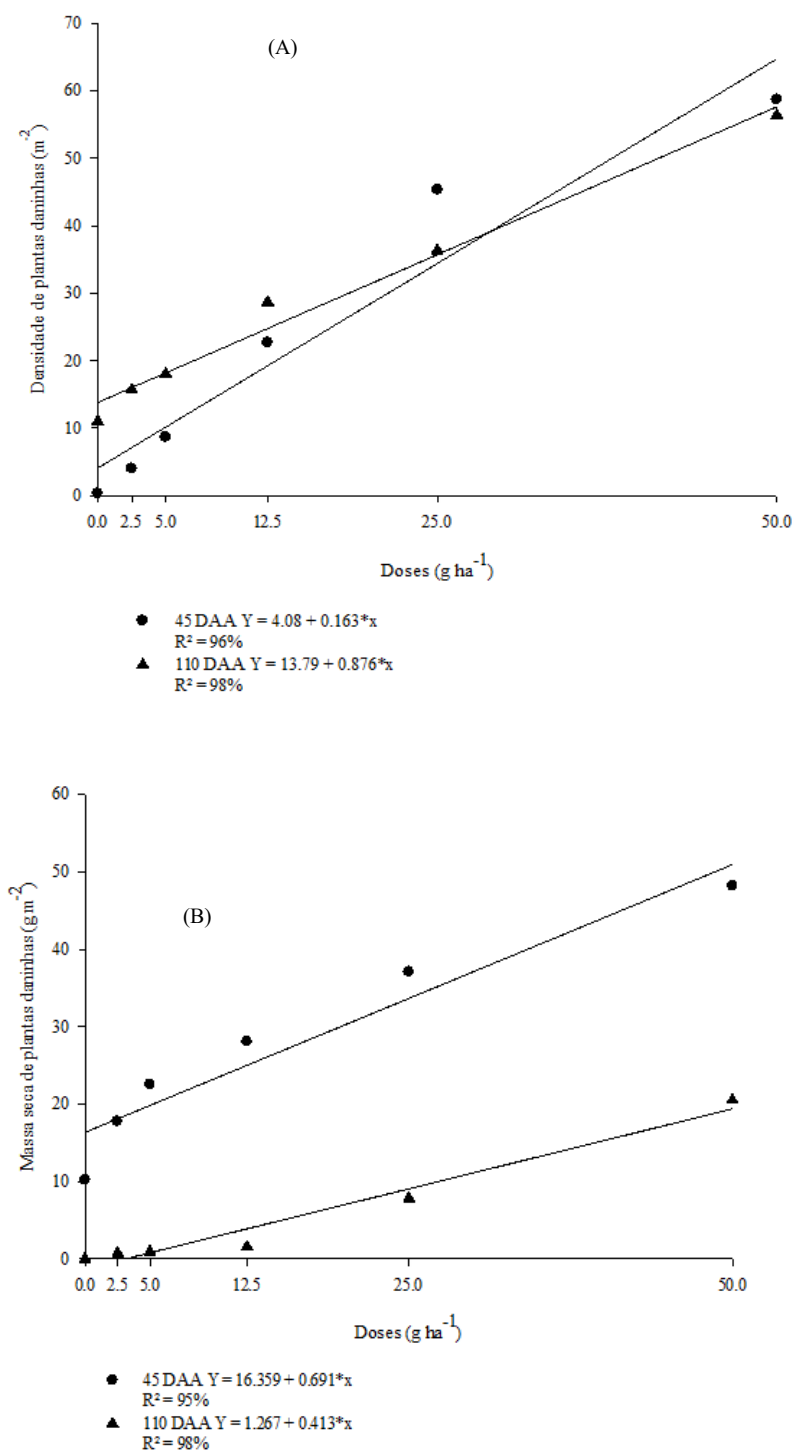 (A)
Densidade de plantas daninhas (m-2)
70
60
50
40
30
20
10
0
0.0 2.5 5.0 12.5 25.0 50.0
Doses (g ha-1)
45 DAA Y = 4.08 + 0.163*x
R² = 96%
110 DAA Y = 13.79 + 0.876*x
R² = 98%
(B)
Massa seca de plantas daninhas (g m-2)
60
50
40
30
20
10
0
0.0 2.5 5.0 12.5 25.0 50.0
Doses (g ha-1)
45 DAA Y = 16.359 + 0.691*x
R² = 95%
110 DAA Y = 1.267 + 0.413*x
R² = 98%